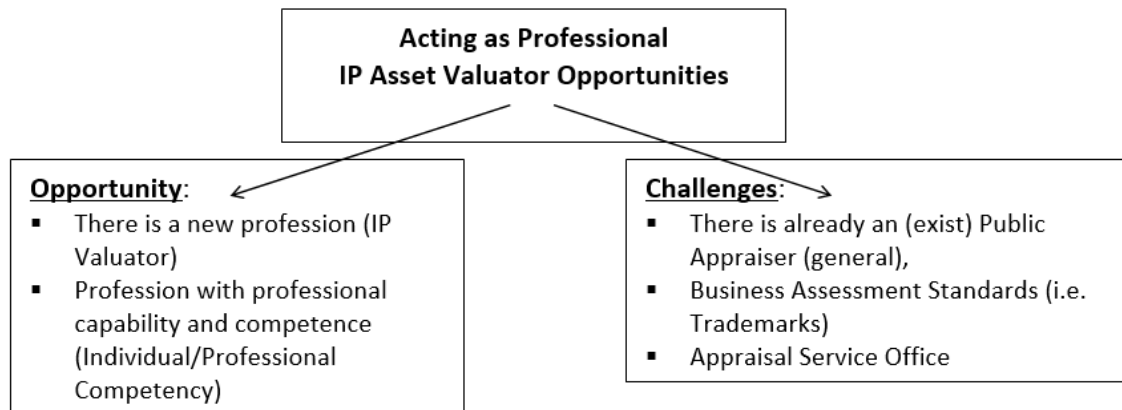 Acting as Professional
IP Asset Valuator Opportunities
Opportunity:
▪ There is a new profession (IP
Valuator)
▪ Profession with professional
capability and competence
(Individual/Professional
Competency)
Challenges:
▪ There is already an (exist) Public
Appraiser (general),
▪ Business Assessment Standards (i.e.
Trademarks)
▪ Appraisal Service Office